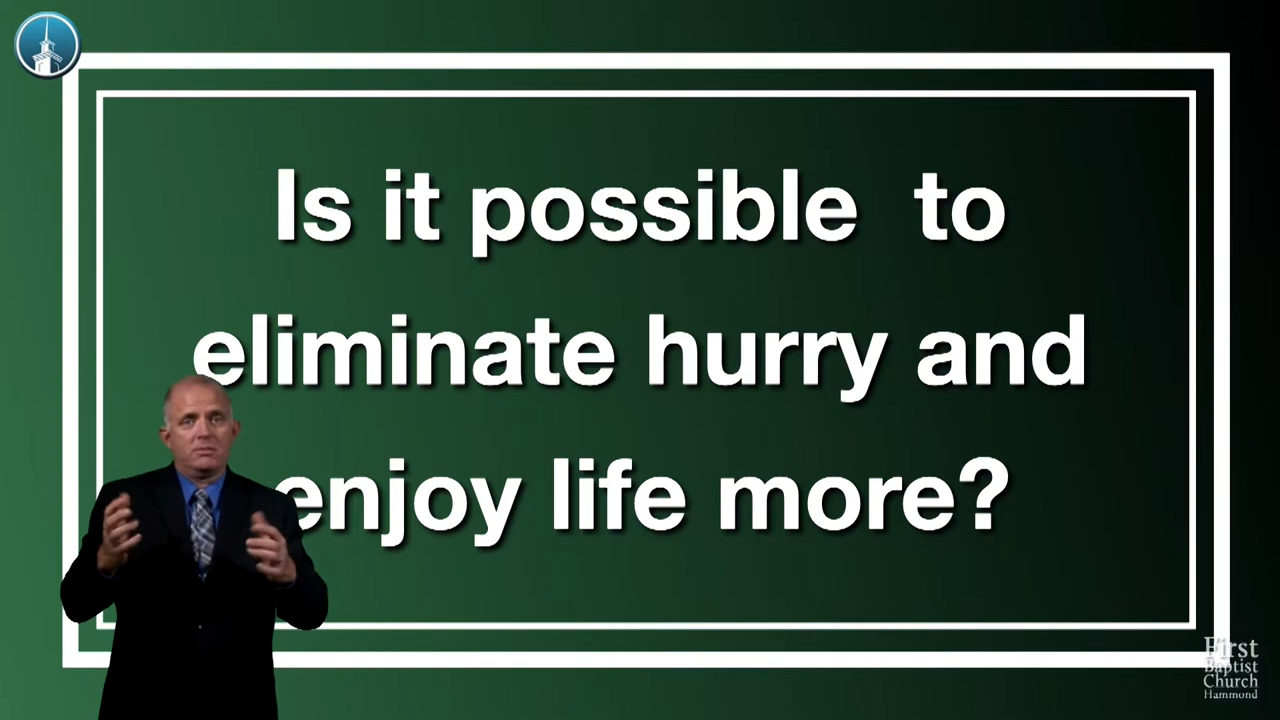 Is it possible  to
eliminate hurry and
enjoy life more?
First
Baptist
Church
Hammond